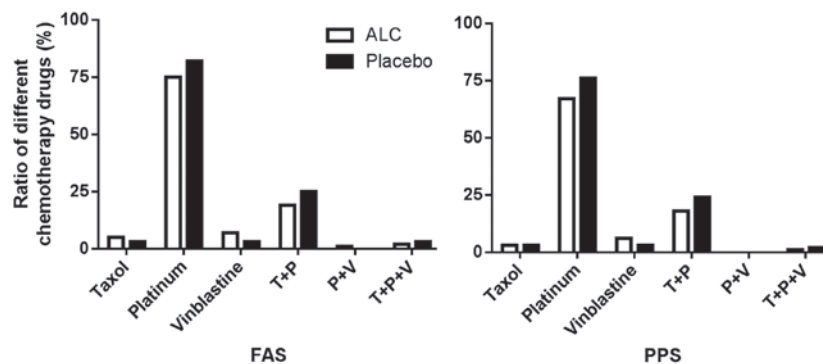 Ratio of different
chemotherapy drugs (%)
100
75
50
25
0
ALC
Placebo
Taxol
Platinum
Vinblastine
T+P
P+V
T+P+V
FAS
100
75
50
25
0
Taxol
Platinum
Vinblastine
T+P
P+V
T+P+V
PPS